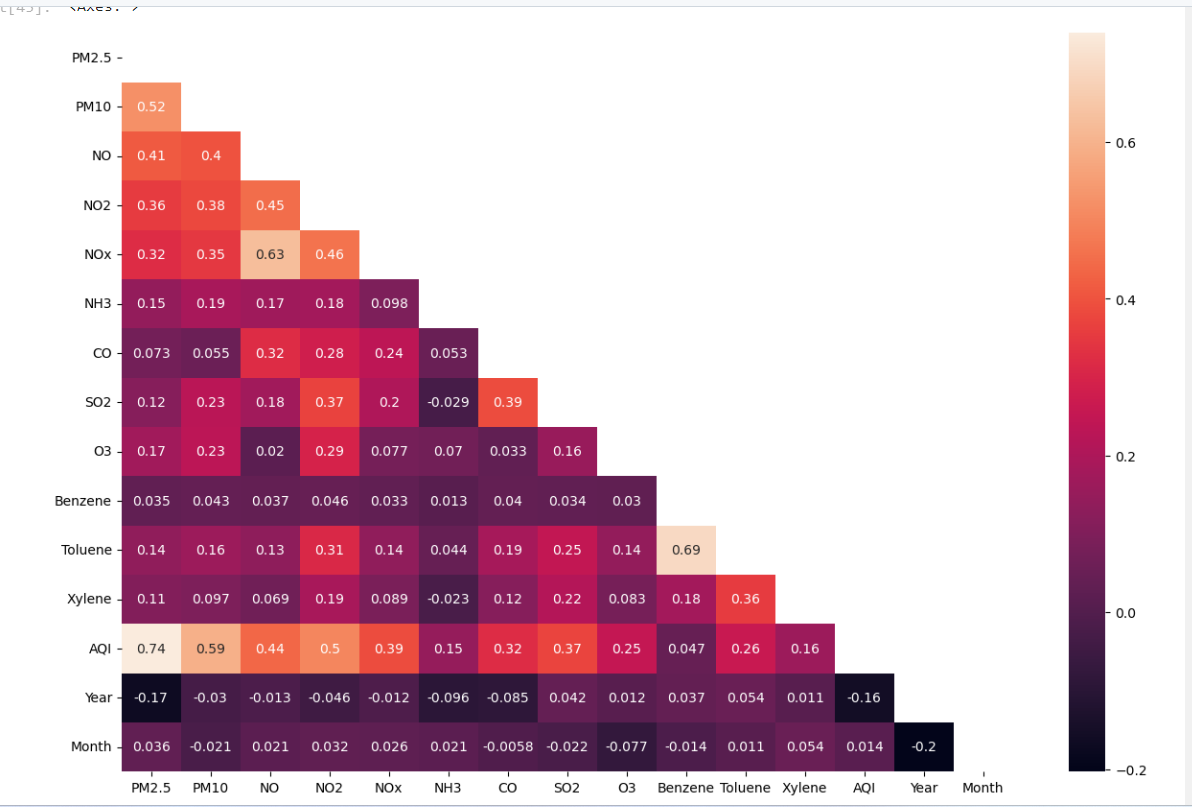 PM2.5
PM10 0.52
NO 0.41 0.4
0.6
NO2 0.36 0.38 0.45
NOx 0.32 0.35 0.63 0.46
NH3 0.15 0.19 0.17 0.18 0.098
0.4
CO 0.073 0.055 0.32 0.28 0.24 0.053
SO2 0.12 0.23 0.18 0.37 0.2 -0.029 0.39
O3 0.17 0.23 0.02 0.29 0.077 0.07 0.033 0.16
0.2
Benzene 0.035 0.043 0.037 0.046 0.033 0.013 0.04 0.034 0.03
Toluene 0.14 0.16 0.13 0.31 0.14 0.044 0.19 0.25 0.14 0.69
Xylene 0.11 0.097 0.069 0.19 0.089 -0.023 0.12 0.22 0.083 0.18 0.36
0.0
AQI 0.74 0.59 0.44 0.5 0.39 0.15 0.32 0.37 0.25 0.047 0.26 0.16
Year -0.17 -0.03 -0.013 -0.046 -0.012 -0.096 -0.085 0.042 0.012 0.037 0.054 0.011 -0.16
Month 0.036 -0.021 0.021 0.032 0.026 0.021 -0.0058 -0.022 -0.077 -0.014 0.011 0.054 0.014 -0.2
−0.2
PM2.5 PM10 NO NO2 NOx NH3 CO SO2 O3 Benzene Toluene Xylene AQI Year Month